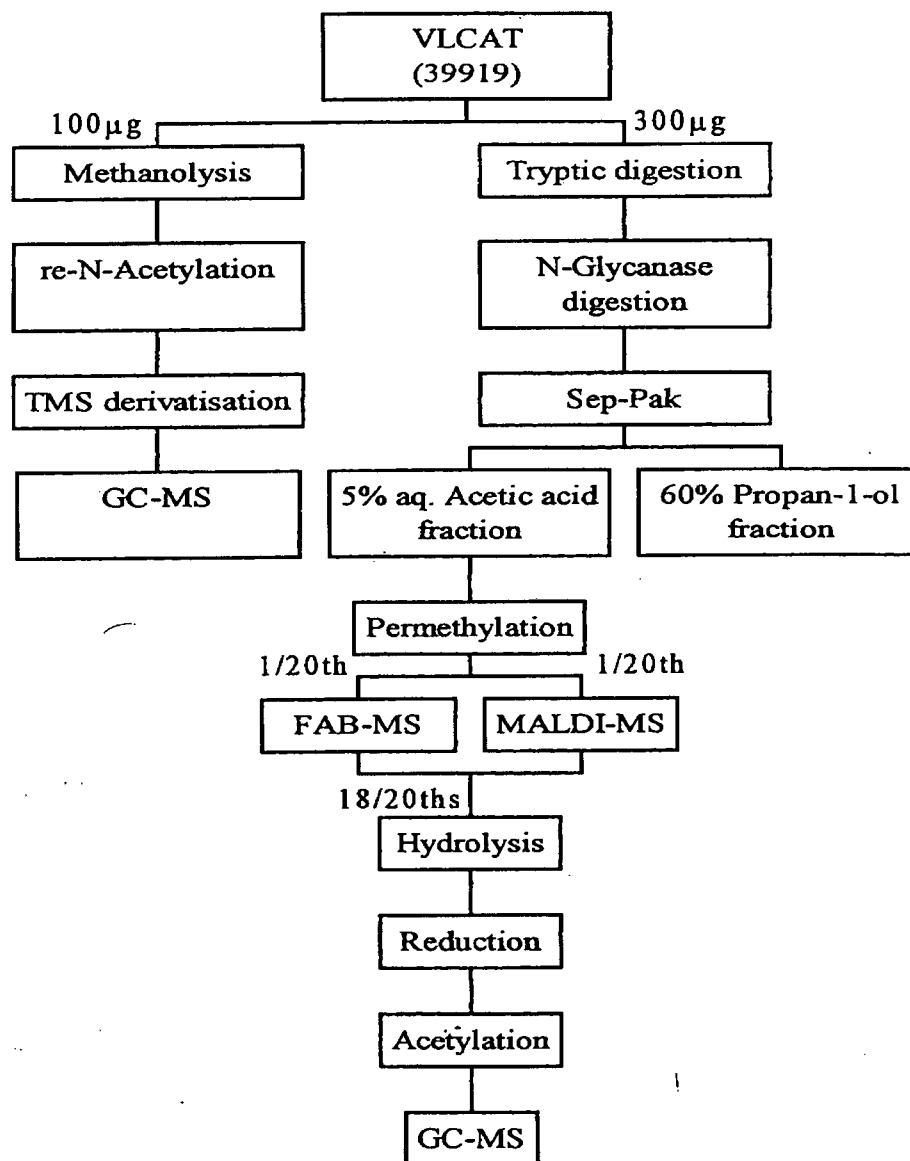 VLCAT
(39919)
100µg
300µg
Methanolysis
Tryptic digestion
re-N-Acetylation
N-Glycanase
digestion
TMS derivatisation
Sep-Pak
GC-MS
5% aq. Acetic acid
fraction
60% Propan-1-ol
fraction
Permethylation
1/20th
1/20th
FAB-MS
MALDI-MS
18/20ths
Hydrolysis
Reduction
Acetylation
GC-MS